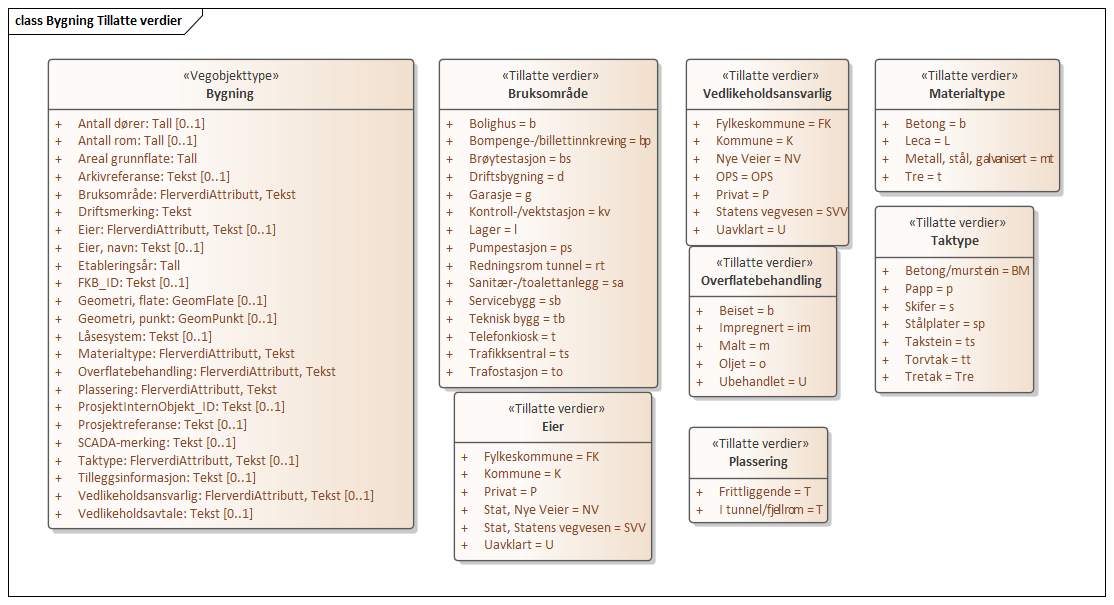 class Bygning Tillatte verdier
«Vegobjekttype»
Bygning
+ Antall dører: Tall [0..1]
+ Antall rom: Tall [0..1]
+ Areal grunnflate: Tall
+ Arkivreferanse: Tekst [0..1]
+ Bruksområde: FlerverdiAttributt, Tekst
+ Driftsmerking: Tekst
+ Eier: FlerverdiAttributt, Tekst [0..1]
+ Eier, navn: Tekst [0..1]
+ Etableringsår: Tall
+ FKB_ID: Tekst [0..1]
+ Geometri, flate: GeomFlate [0..1]
+ Geometri, punkt: GeomPunkt [0..1]
+ Låsesystem: Tekst [0..1]
+ Materialtype: FlerverdiAttributt, Tekst
+ Overflatebehandling: FlerverdiAttributt, Tekst
+ Plassering: FlerverdiAttributt, Tekst
+ ProsjektInternObjekt_ID: Tekst [0..1]
+ Prosjektreferanse: Tekst [0..1]
+ SCADA-merking: Tekst [0..1]
+ Taktype: FlerverdiAttributt, Tekst [0..1]
+ Tilleggsinformasjon: Tekst [0..1]
+ Vedlikeholdsansvarlig: FlerverdiAttributt, Tekst [0..1]
+ Vedlikeholdsavtale: Tekst [0..1]
«Tillatte verdier»
Bruksområde
+ Bolighus = b
+ Bompenge-/billettinnkreving = bp
+ Brøytestasjon = bs
+ Driftsbygning = d
+ Garasje = g
+ Kontroll-/vektstasjon = kv
+ Lager = l
+ Pumpestasjon = ps
+ Redningsrom tunnel = rt
+ Sanitær-/toalettanlegg = sa
+ Servicebygg = sb
+ Teknisk bygg = tb
+ Telefonkiosk = t
+ Trafikksentral = ts
+ Trafostasjon = to
«Tillatte verdier»
Eier
+ Fylkeskommune = FK
+ Kommune = K
+ Privat = P
+ Stat, Nye Veier = NV
+ Stat, Statens vegvesen = SVV
+ Uavklart = U
«Tillatte verdier»
Vedlikeholdsansvarlig
+ Fylkeskommune = FK
+ Kommune = K
+ Nye Veier = NV
+ OPS = OPS
+ Privat = P
+ Statens vegvesen = SVV
+ Uavklart = U
«Tillatte verdier»
Overflatebehandling
+ Beiset = b
+ Impregnert = im
+ Malt = m
+ Oljet = o
+ Ubehandlet = U
«Tillatte verdier»
Plassering
+ Frittliggende = T
+ I tunnel/fjellrom = T
«Tillatte verdier»
Materialtype
+ Betong = b
+ Leca = L
+ Metall, stål, galvanisert = mt
+ Tre = t
«Tillatte verdier»
Taktype
+ Betong/murstein = BM
+ Papp = p
+ Skifer = s
+ Stålplater = sp
+ Takstein = ts
+ Torvtak = tt
+ Tretak = Tre